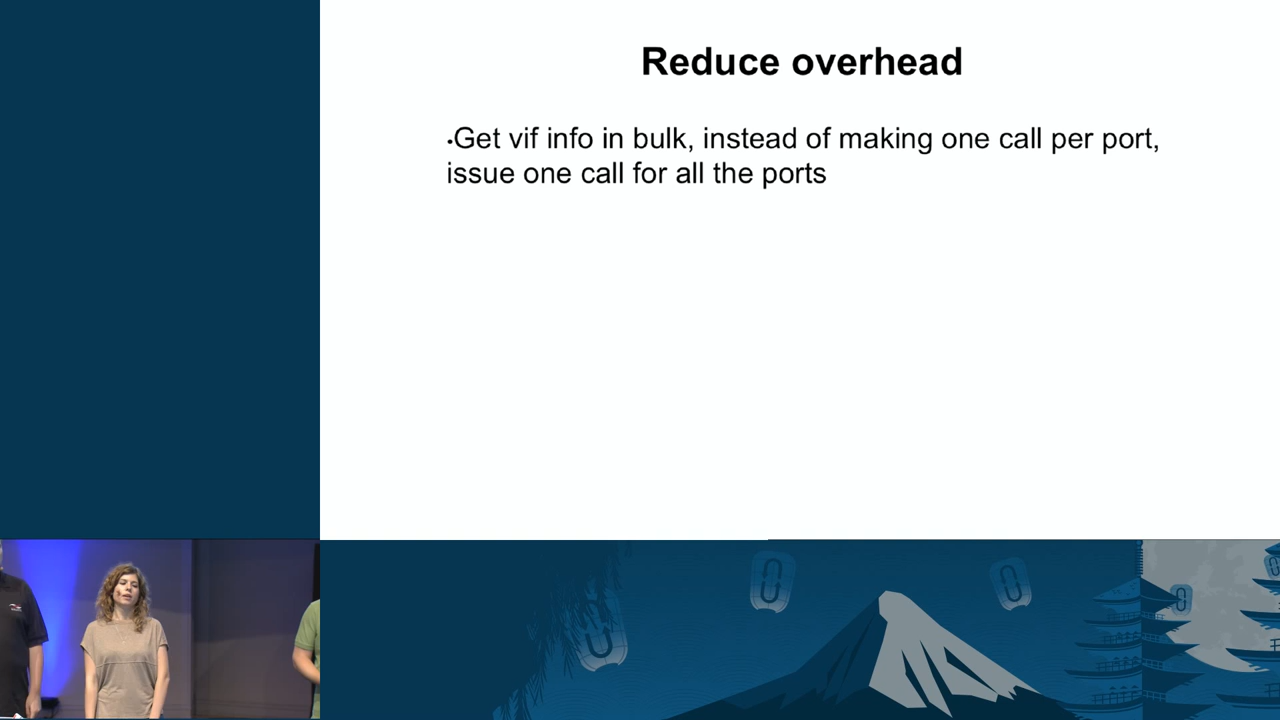 Reduce overhead
•Get vif info in bulk, instead of making one call per port,
issue one call for all the ports